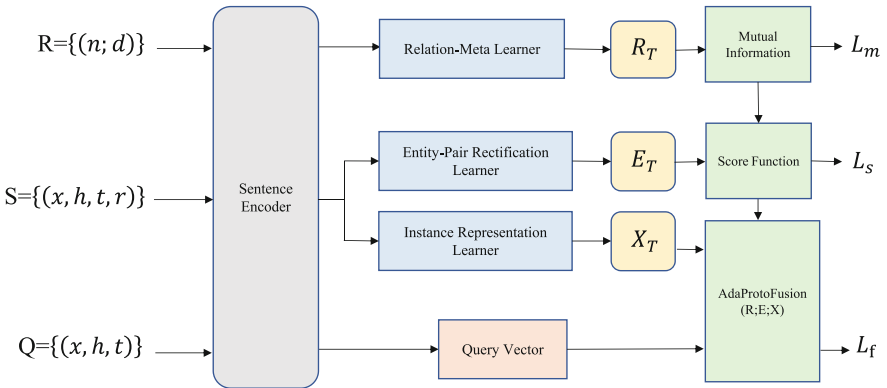 R={(n; d)}
Relation-Meta Learner
R_T
Mutual
Information
L_m
S={(x, h, t, r)}
Sentence
Encoder
Entity-Pair Rectification
Learner
E_T
Score Function
L_s
Instance Representation
Learner
X_T
AdaProtoFusion
(R;E;X)
Q={(x, h, t)}
Query Vector
L_f